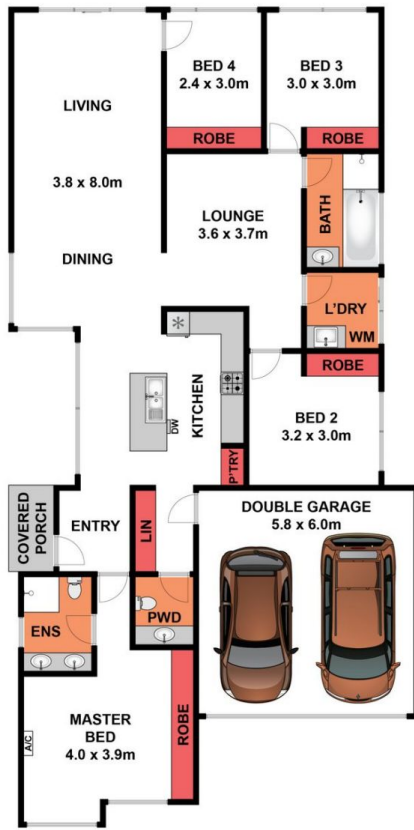 BED 4
2.4 x 3.0m
BED 3
3.0 x 3.0m
LIVING
ROBE
ROBE
3.8 x 8.0m
LOUNGE
3.6 x 3.7m
BATH
DINING
L'DRY
WM
ROBE
KITCHEN
DW
BED 2
3.2 x 3.0m
P'TRY
COVERED
PORCH
ENTRY
LIN
DOUBLE GARAGE
5.8 x 6.0m
ENS
PWD
MASTER
BED
4.0 x 3.9m
ROBE
A/C